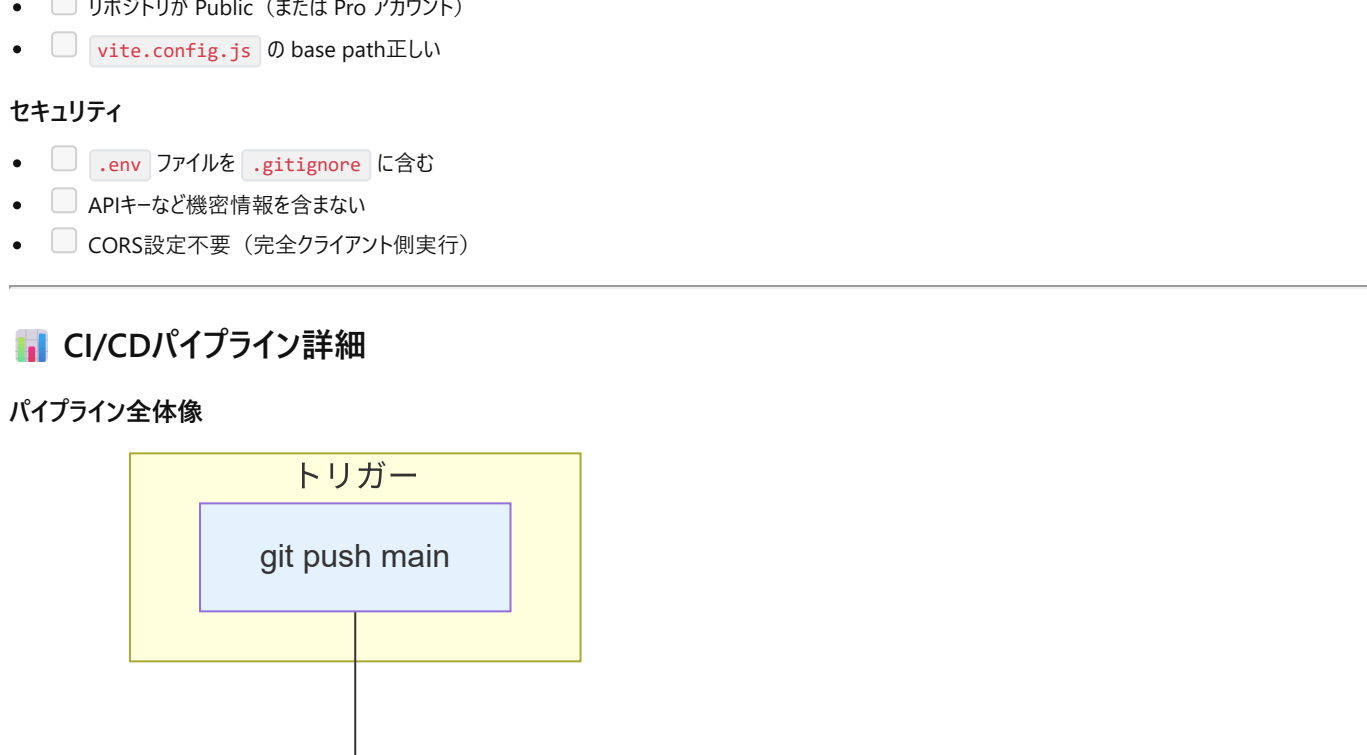 リポジトリが Public（または Pro アカウント）
vite.config.js の base path正しい
セキュリティ
.env ファイルを .gitignore に含む
APIキーなど機密情報を含まない
CORS設定不要（完全クライアント側実行）
CI/CDパイプライン詳細
パイプライン全体像
トリガー
git push main